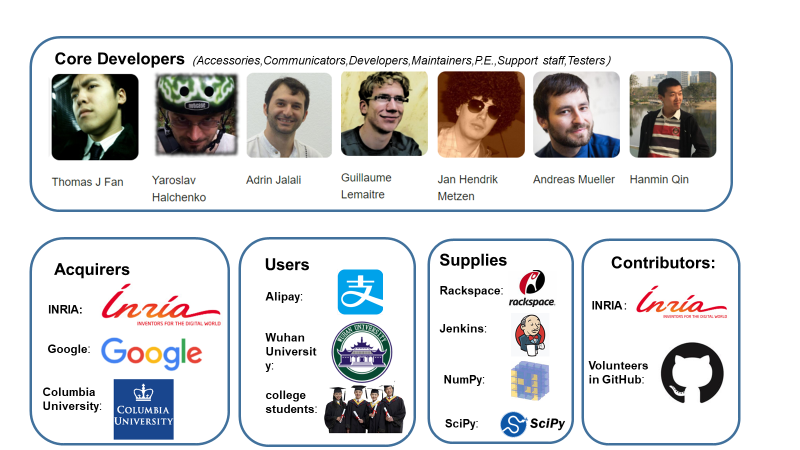 Core Developers (Accessories,Communicators,Developers,Maintainers,P.E.,Support staff,Testers)
Thomas J Fan
Yaroslav
Halchenko
Adrin Jalali
Guillaume
Lemaitre
Jan Hendrik
Metzen
Andreas Mueller
Hanmin Qin
Acquirers
INRIA:
Inria
INVENTORS FOR THE DIGITAL WORLD
Google:
Google
Columbia
University:
COLUMBIA
UNIVERSITY
Users
Alipay:
支
Wuhan
Universit
y:
WUHAN UNIVERSITY
college
students:
Supplies
Rackspace:
rackspace.
Jenkins:
NumPy:
SciPy:
SciPy
Contributors:
INRIA:
Inria
INVENTORS FOR THE DIGITAL WORLD
Volunteers
in GitHub: